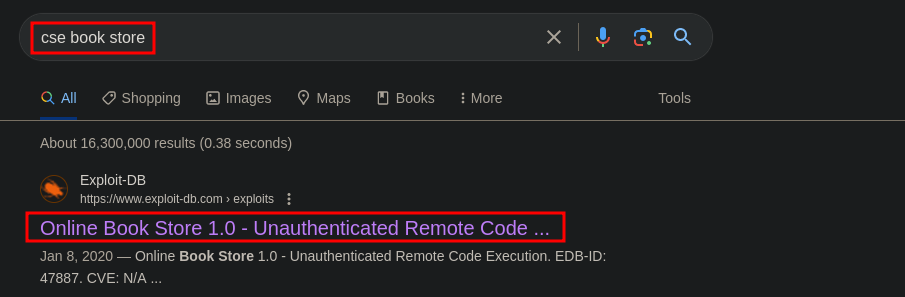 cse book store
All Shopping Images Maps Books More Tools
About 16,300,000 results (0.38 seconds)
Exploit-DB
https://www.exploit-db.com › exploits
Online Book Store 1.0 - Unauthenticated Remote Code ...
Jan 8, 2020 — Online Book Store 1.0 - Unauthenticated Remote Code Execution. EDB-ID:
47887. CVE: N/A ...